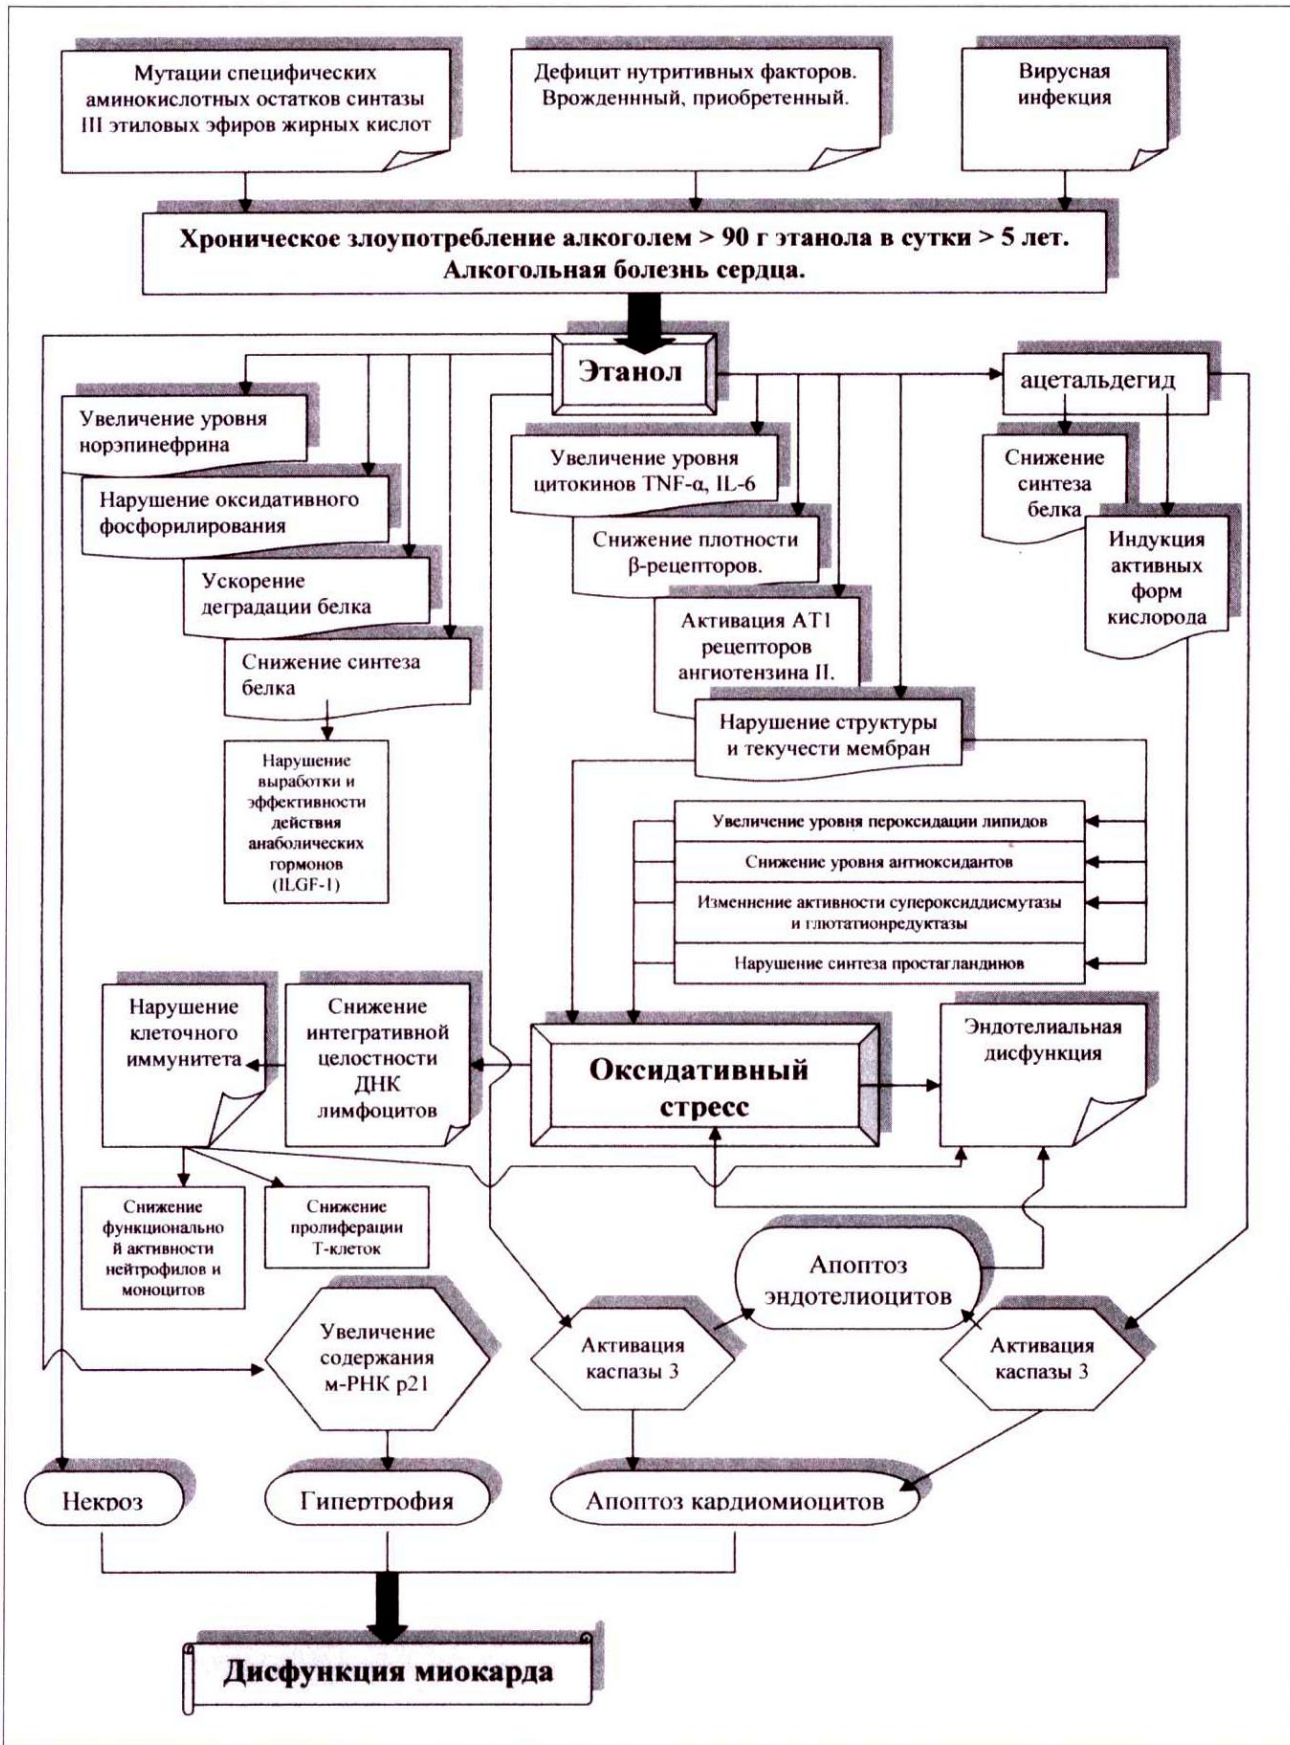 Мутации специфических
аминокислотных остатков синтазы
III этиловых эфиров жирных кислот
Дефицит нутритивных факторов.
Врожденнный, приобретенный.
Вирусная
инфекция
Хроническое злоупотребление алкоголем > 90 г этанола в сутки > 5 лет.
Алкогольная болезнь сердца.
Этанол
ацетальдегид
Увеличение уровня
норэпинефрина
Нарушение оксидативного
фосфорилирования
Ускорение
деградации белка
Снижение синтеза
белка
Нарушение
выработки и
эффективности
действия
анаболических
гормонов
(ILGF-1)
Увеличение уровня
цитокинов TNF-α, IL-6
Снижение плотности
β-рецепторов.
Активация АТ1
рецепторов
ангиотензина II.
Нарушение структуры
и текучести мембран
Снижение
синтеза
белка
Индукция
активных
форм
кислорода
Увеличение уровня пероксидации липидов
Снижение уровня антиоксидантов
Изменнение активности супероксиддисмутазы
и глютатионредуктазы
Нарушение синтеза простагландинов
Нарушение
клеточного
иммунитета
Снижение
интегративной
целостности
ДНК
лимфоцитов
Оксидативный
стресс
Эндотелиальная
дисфункция
Снижение
функционально
й активности
нейтрофилов и
моноцитов
Снижение
пролиферации
Т-клеток
Апоптоз
эндотелиоцитов
Увеличение
содержания
м-РНК р21
Активация
каспазы 3
Активация
каспазы 3
Некроз
Гипертрофия
Апоптоз кардиомиоцитов
Дисфункция миокарда